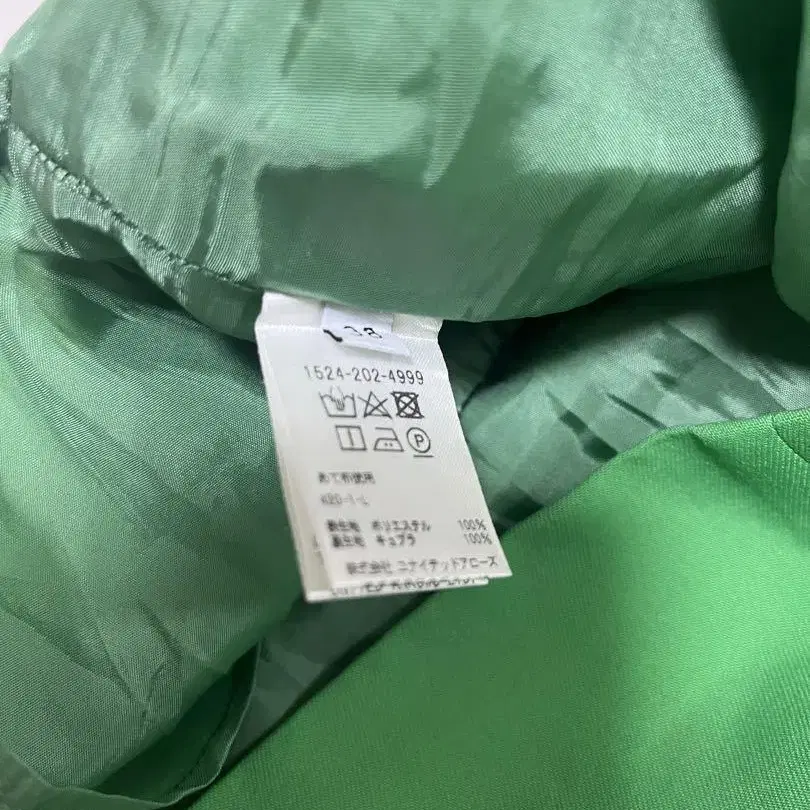 38
1524-202-4999
あて布使用
表生地 ポリエステル 100%
裏生地 キュプラ 100%
株式会社 ユナイテッドアローズ